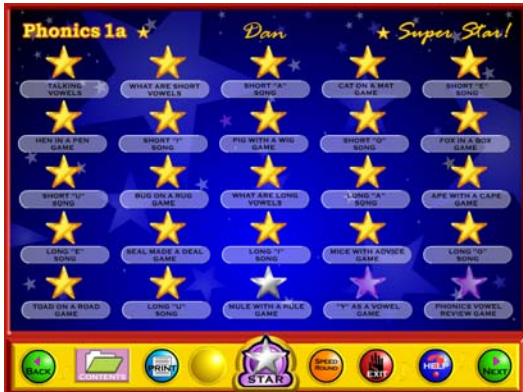 Phonics 1a
Dan
Super Star!
TALKING
VOWELS
WHAT ARE SHORT
VOWELS
SHORT "A"
SONG
CAT ON A MAT
GAME
SHORT "E"
SONG
HEN IN A PEN
GAME
SHORT "I"
SONG
PIG WITH A WIG
GAME
SHORT "O"
SONG
FOX IN A BOX
GAME
SHORT "U"
SONG
BUG ON A RUG
GAME
WHAT ARE LONG
VOWELS
LONG "A"
SONG
APE WITH A CAPE
GAME
LONG "E"
SONG
SEAL MADE A DEAL
GAME
LONG "I"
SONG
MICE WITH ADVICE
GAME
LONG "O"
SONG
TOAD ON A ROAD
GAME
LONG "U"
SONG
MULE WITH A RULE
GAME
"Y" AS A VOWEL
GAME
PHONICS VOWEL
REVIEW GAME
BACK
CONTENTS
PRINT
STAR
SPEED
ROUND
EXIT
HELP
NEXT